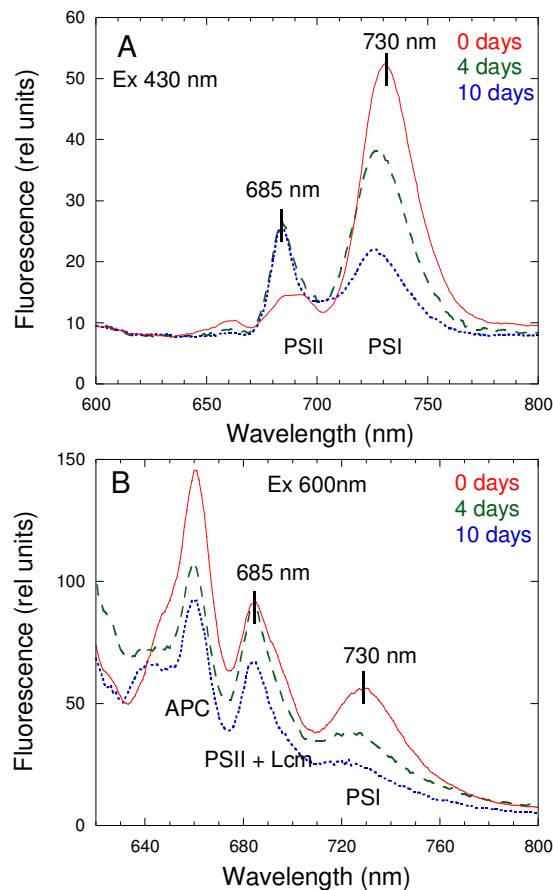 A
730 nm
0 days
Ex 430 nm
4 days
10 days
685 nm
PSII
PSI
Fluorescence (rel units)
60
50
40
30
20
10
0
600
650
700
750
800
Wavelength (nm)
B
Ex 600nm
0 days
4 days
10 days
685 nm
730 nm
APC
PSII + Lcm
PSI
Fluorescence (rel units)
150
100
50
0
640
680
720
760
800
Wavelength (nm)